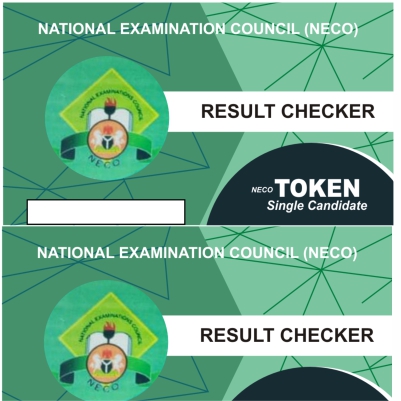 NATIONAL EXAMINATION COUNCIL (NECO)
NATIONAL EXAMINATIONS COUNCIL
NECO
RESULT CHECKER
NECO TOKEN
Single Candidate
NATIONAL EXAMINATION COUNCIL (NECO)
NATIONAL EXAMINATIONS COUNCIL
NECO
RESULT CHECKER